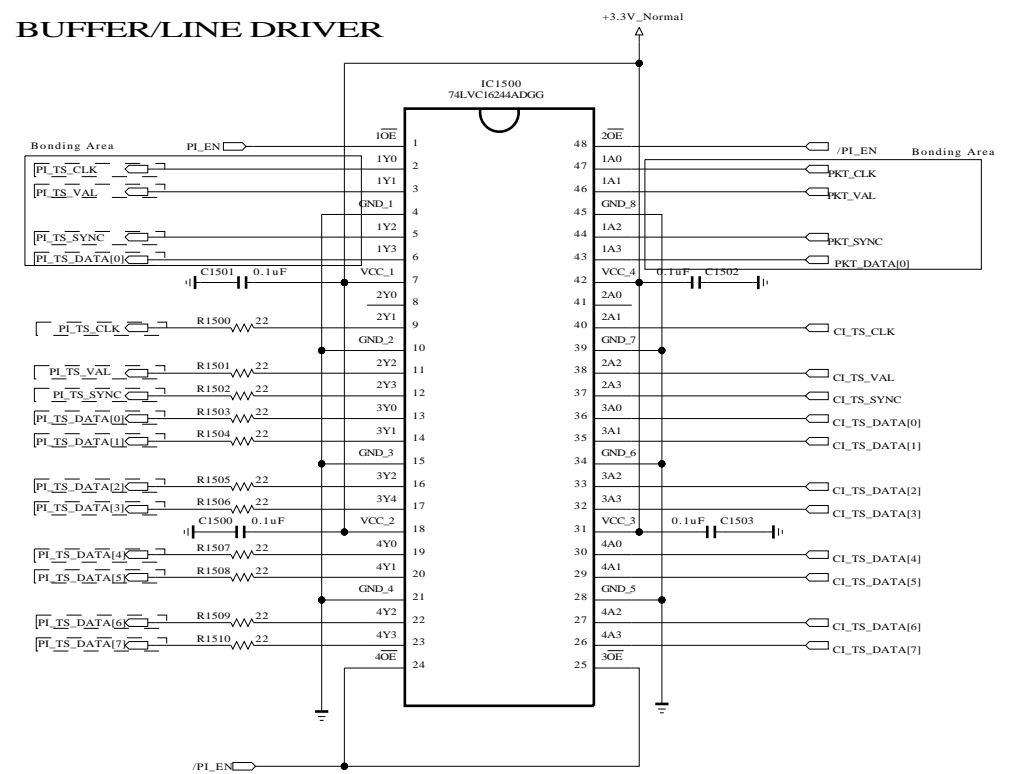 BUFFER/LINE DRIVER
+3.3V_Normal
IC1500
74LVC16244ADGG
1OE
2OE
PI_EN
1
48
/PI_EN
Bonding Area
Bonding Area
1Y0
1A0
PI_TS_CLK
2
47
PKT_CLK
1Y1
1A1
PI_TS_VAL
3
46
PKT_VAL
GND_1
GND_8
4
45
1Y2
1A2
PI_TS_SYNC
5
44
PKT_SYNC
1Y3
1A3
PI_TS_DATA[0]
6
43
PKT_DATA[0]
C1501
0.1uF
VCC_1
VCC_4
0.1uF
C1502
7
42
2Y0
2A0
8
41
2Y1
2A1
PI_TS_CLK
R1500
22
9
40
CI_TS_CLK
GND_2
GND_7
10
39
2Y2
2A2
PI_TS_VAL
R1501
22
11
38
CI_TS_VAL
2Y3
2A3
PI_TS_SYNC
R1502
22
12
37
CI_TS_SYNC
3Y0
3A0
PI_TS_DATA[0]
R1503
22
13
36
CI_TS_DATA[0]
3Y1
3A1
PI_TS_DATA[1]
R1504
22
14
35
CI_TS_DATA[1]
GND_3
GND_6
15
34
3Y2
3A2
PI_TS_DATA[2]
R1505
22
16
33
CI_TS_DATA[2]
3Y4
3A3
PI_TS_DATA[3]
R1506
22
17
32
CI_TS_DATA[3]
C1500
0.1uF
VCC_2
VCC_3
0.1uF
C1503
18
31
4Y0
4A0
PI_TS_DATA[4]
R1507
22
19
30
CI_TS_DATA[4]
4Y1
4A1
PI_TS_DATA[5]
R1508
22
20
29
CI_TS_DATA[5]
GND_4
GND_5
21
28
4Y2
4A2
PI_TS_DATA[6]
R1509
22
22
27
CI_TS_DATA[6]
4Y3
4A3
PI_TS_DATA[7]
R1510
22
23
26
CI_TS_DATA[7]
4OE
3OE
24
25
/PI_EN